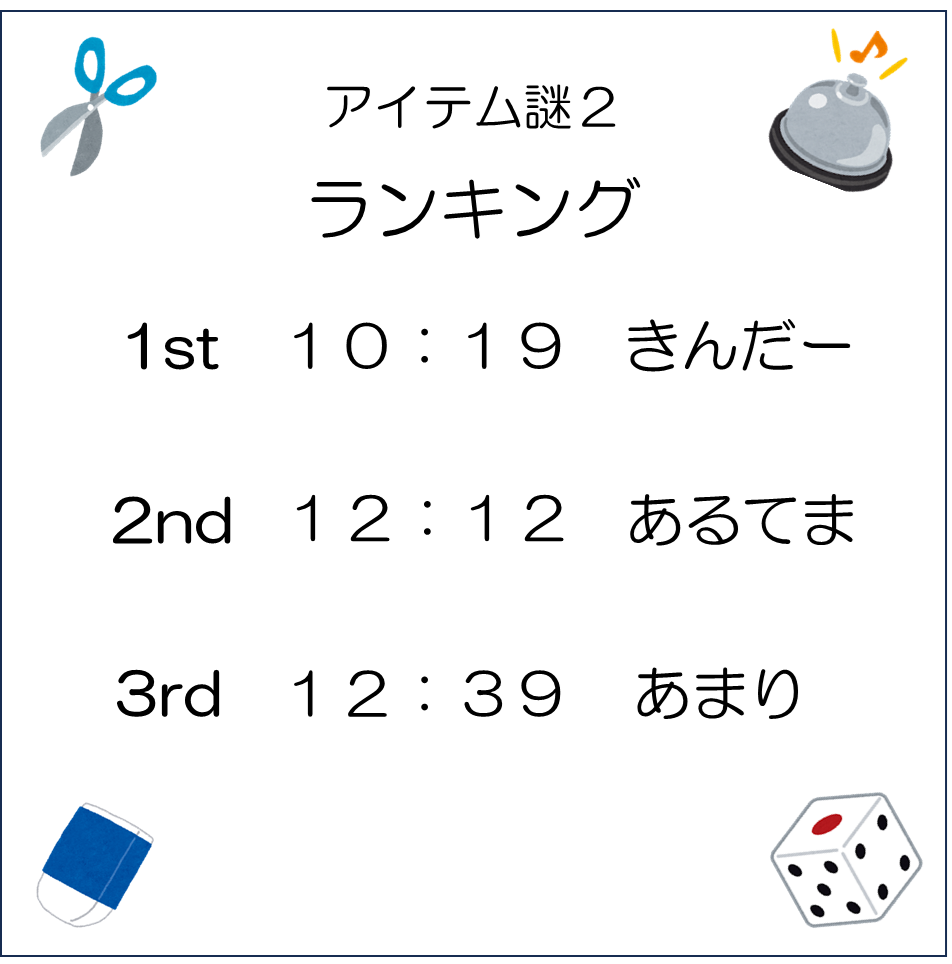 アイテム謎２
ランキング
1st　１０：１９　きんだー
2nd　１２：１２　あるてま
3rd　１２：３９　あまり